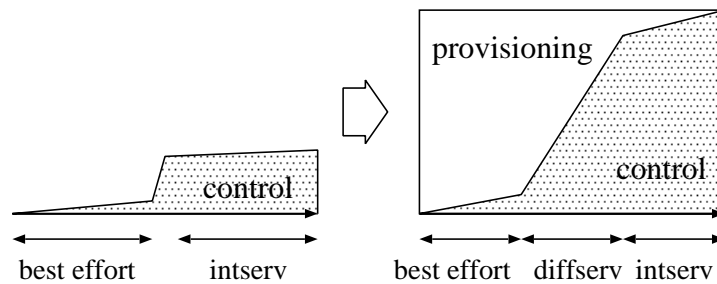 provisioning
control
control
best effort
intserv
best effort
diffserv
intserv